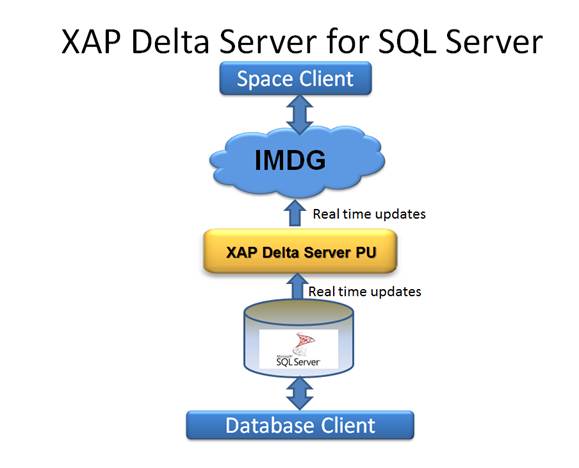 XAP Delta Server for SQL Server
Space Client
IMDG
Real time updates
XAP Delta Server PU
Real time updates
Microsoft
SQL Server
Database Client